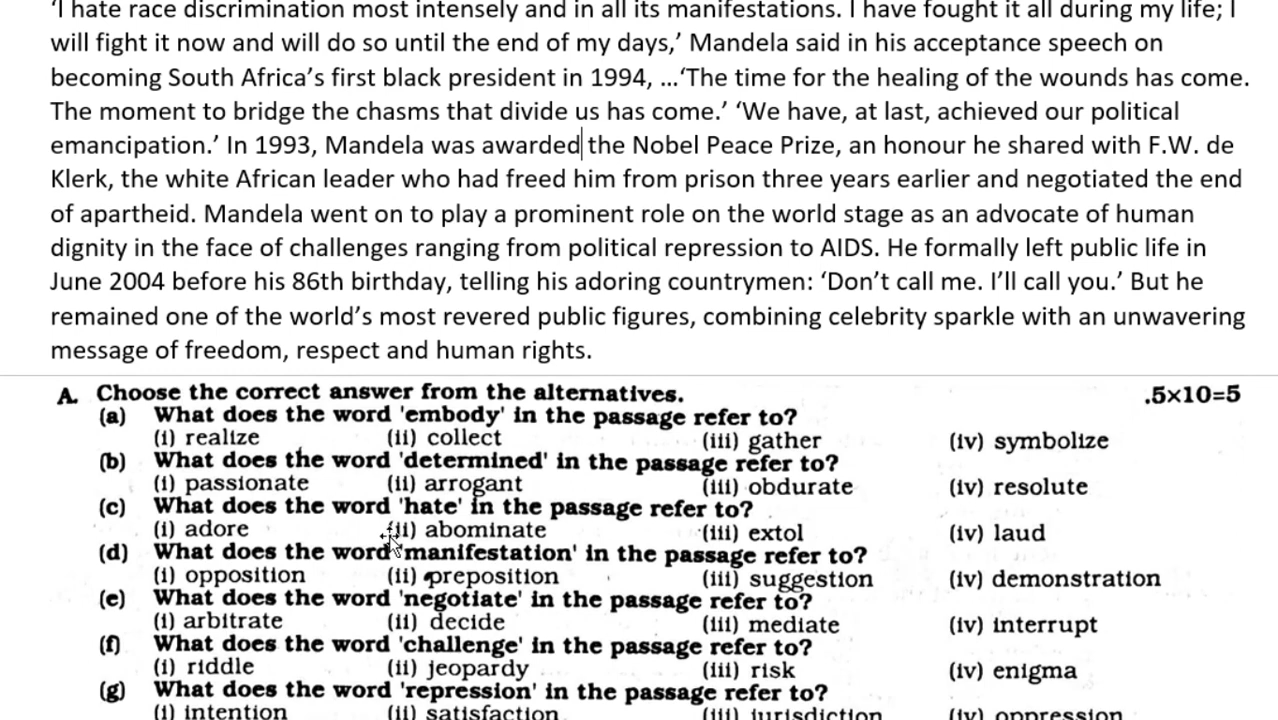 ‘I hate race discrimination most intensely and in all its manifestations. I have fought it all during my life; I
will fight it now and will do so until the end of my days,’ Mandela said in his acceptance speech on
becoming South Africa’s first black president in 1994, ...‘The time for the healing of the wounds has come.
The moment to bridge the chasms that divide us has come.’ ‘We have, at last, achieved our political
emancipation.’ In 1993, Mandela was awarded the Nobel Peace Prize, an honour he shared with F.W. de
Klerk, the white African leader who had freed him from prison three years earlier and negotiated the end
of apartheid. Mandela went on to play a prominent role on the world stage as an advocate of human
dignity in the face of challenges ranging from political repression to AIDS. He formally left public life in
June 2004 before his 86th birthday, telling his adoring countrymen: ‘Don’t call me. I’ll call you.’ But he
remained one of the world’s most revered public figures, combining celebrity sparkle with an unwavering
message of freedom, respect and human rights.
A. Choose the correct answer from the alternatives. .5×10=5
(a) What does the word 'embody' in the passage refer to?
(i) realize (ii) collect (iii) gather (iv) symbolize
(b) What does the word 'determined' in the passage refer to?
(i) passionate (ii) arrogant (iii) obdurate (iv) resolute
(c) What does the word 'hate' in the passage refer to?
(i) adore (ii) abominate (iii) extol (iv) laud
(d) What does the word 'manifestation' in the passage refer to?
(i) opposition (ii) preposition (iii) suggestion (iv) demonstration
(e) What does the word 'negotiate' in the passage refer to?
(i) arbitrate (ii) decide (iii) mediate (iv) interrupt
(f) What does the word 'challenge' in the passage refer to?
(i) riddle (ii) jeopardy (iii) risk (iv) enigma
(g) What does the word 'repression' in the passage refer to?
(i) intention (ii) satisfaction (iii) jurisdiction (iv) oppression